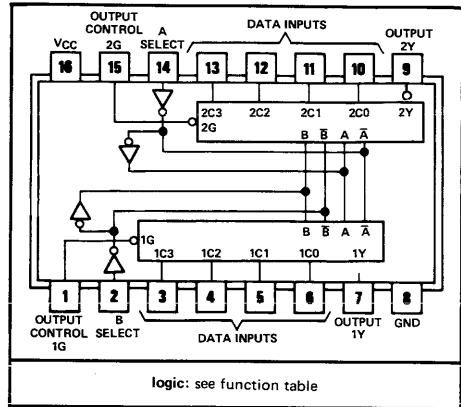 OUTPUT CONTROL 2G
A SELECT
DATA INPUTS
OUTPUT 2Y
VCC
16
15
14
13
12
11
10
9
2C3
2C2
2C1
2C0
2Y
2G
B
B̅
A
A̅
B
B̅
A
A̅
1G
1C3
1C2
1C1
1C0
1Y
1
2
3
4
5
6
7
8
OUTPUT CONTROL 1G
B SELECT
DATA INPUTS
OUTPUT 1Y
GND
logic: see function table